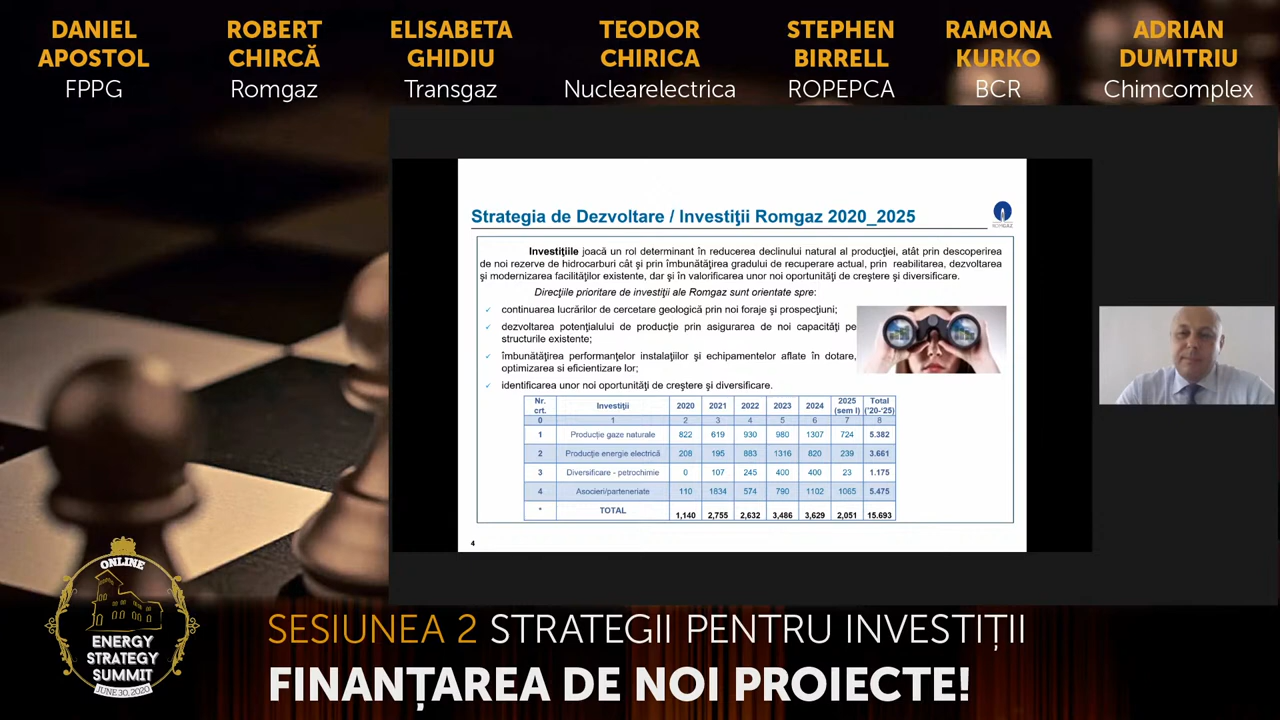 DANIEL
APOSTOL
FPPG
ROBERT
CHIRCĂ
Romgaz
ELISABETA
GHIDIU
Transgaz
TEODOR
CHIRICA
Nuclearelectrica
STEPHEN
BIRRELL
ROPEPCA
RAMONA
KURKO
BCR
ADRIAN
DUMITRIU
Chimcomplex
Strategia de Dezvoltare / Investiţii Romgaz 2020_2025
ROMGAZ
Investiţiile joacă un rol determinant în reducerea declinului natural al producţiei, atât prin descoperirea
de noi rezerve de hidrocarburi cât şi prin îmbunătăţirea gradului de recuperare actual, prin reabilitarea, dezvoltarea
şi modernizarea facilităţilor existente, dar şi în valorificarea unor noi oportunităţi de creştere şi diversificare.
Direcţiile prioritare de investiţii ale Romgaz sunt orientate spre:
✓ continuarea lucrărilor de cercetare geologică prin noi foraje şi prospecţiuni;
✓ dezvoltarea potenţialului de producţie prin asigurarea de noi capacităţi pe
structurile existente;
✓ îmbunătăţirea performanţelor instalaţiilor şi echipamentelor aflate în dotare,
optimizarea si eficientizare lor;
✓ identificarea unor noi oportunităţi de creştere şi diversificare.
Nr. crt. Investiţii 2020 2021 2022 2023 2024 2025 (sem I) Total ('20-'25)
0 1 2 3 4 5 6 7 8
1 Producţie gaze naturale 822 619 930 980 1307 724 5.382
2 Producţie energie electrică 208 195 883 1316 820 239 3.661
3 Diversificare - petrochimie 0 107 245 400 400 23 1.175
4 Asocieri/parteneriate 110 1834 574 790 1102 1065 5.475
* TOTAL 1,140 2,755 2,632 3,486 3,629 2,051 15.693
4
ONLINE
ENERGY
STRATEGY
SUMMIT
JUNE 30, 2020
SESIUNEA 2 STRATEGII PENTRU INVESTIȚII
FINANȚAREA DE NOI PROIECTE!